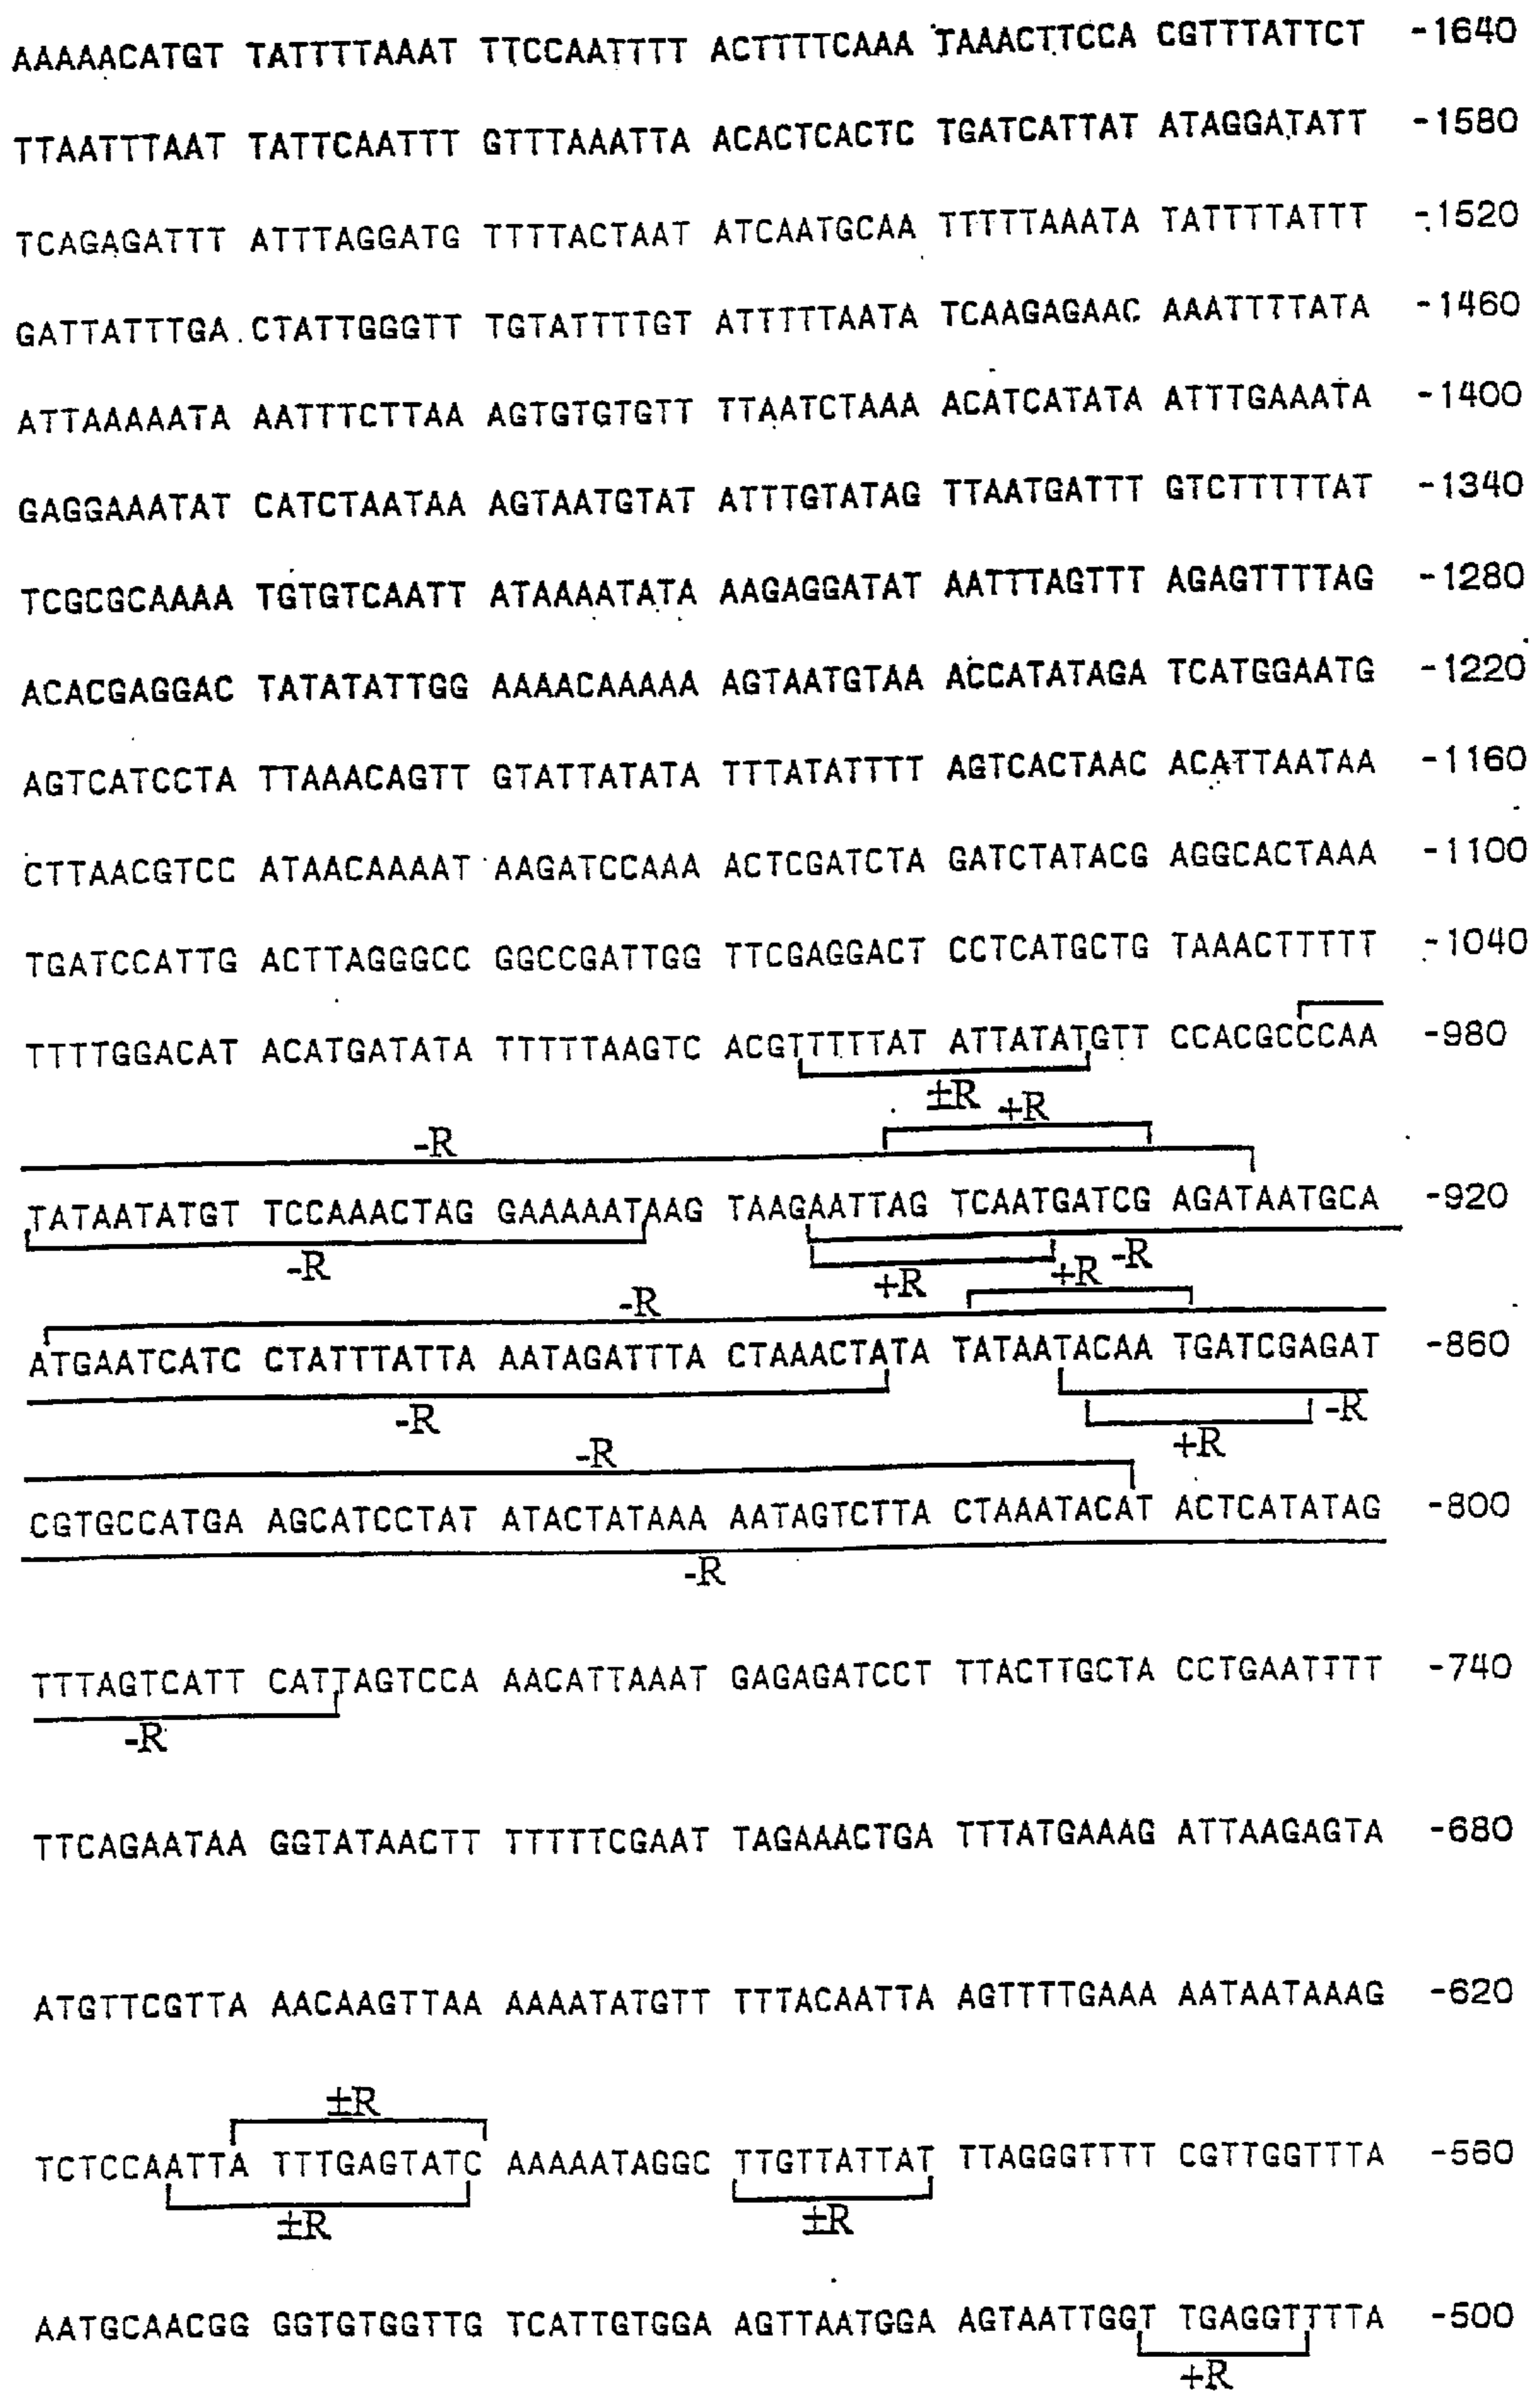 AAAAACATGT TATTTTAAAT TTCCAATTTT ACTTTTCAAA TAAACTTCCA CGTTTATTCT -1640
TTAATTTAAT TATTCAATTT GTTTAAATTA ACACTCACTC TGATCATTAT ATAGGATATT -1580
TCAGAGATTT ATTTAGGATG TTTTACTAAT ATCAATGCAA TTTTTAAATA TATTTTATTT -1520
GATTATTTGA CTATTGGGTT TGTATTTTGT ATTTTTAATA TCAAGAGAAC AAATTTTATA -1460
ATTAAAAATA AATTTCTTAA AGTGTGTGTT TTAATCTAAA ACATCATATA ATTTGAAATA -1400
GAGGAAATAT CATCTAATAA AGTAATGTAT ATTTGTATAG TTAATGATTT GTCTTTTTAT -1340
TCGCGCAAAA TGTGTCAATT ATAAAATATA AAGAGGATAT AATTTAGTTT AGAGTTTTAG -1280
ACACGAGGAC TATATATTGG AAAACAAAAA AGTAATGTAA ACCATATAGA TCATGGAATG -1220
AGTCATCCTA TTAAACAGTT GTATTATATA TTTATATTTT AGTCACTAAC ACATTAATAA -1160
CTTAACGTCC ATAACAAAAT AAGATCCAAA ACTCGATCTA GATCTATACG AGGCACTAAA -1100
TGATCCATTG ACTTAGGGCC GGCCGATTGG TTCGAGGACT CCTCATGCTG TAAACTTTTT -1040
TTTTGGACAT ACATGATATA TTTTTAAGTC ACGTTTTTAT ATTATATGTT CCACGCCCAA -980
±R +R
-R
TATAATATGT TCCAAACTAG GAAAAATAAG TAAGAATTAG TCAATGATCG AGATAATGCA -920
-R +R -R
-R +R
ATGAATCATC CTATTTATTA AATAGATTTA CTAAACTATA TATAATACAA TGATCGAGAT -860
-R +R -R
-R
CGTGCCATGA AGCATCCTAT ATACTATAAA AATAGTCTTA CTAAATACAT ACTCATATAG -800
-R
TTTAGTCATT CATTAGTCCA AACATTAAAT GAGAGATCCT TTACTTGCTA CCTGAATTTT -740
-R
TTCAGAATAA GGTATAACTT TTTTTCGAAT TAGAAACTGA TTTATGAAAG ATTAAGAGTA -680
ATGTTCGTTA AACAAGTTAA AAAATATGTT TTTACAATTA AGTTTTGAAA AATAATAAAG -620
±R
TCTCCAATTA TTTGAGTATC AAAAATAGGC TTGTTATTAT TTAGGGTTTT CGTTGGTTTA -560
±R ±R
AATGCAACGG GGTGTGGTTG TCATTGTGGA AGTTAATGGA AGTAATTGGT TGAGGTTTTA -500
+R